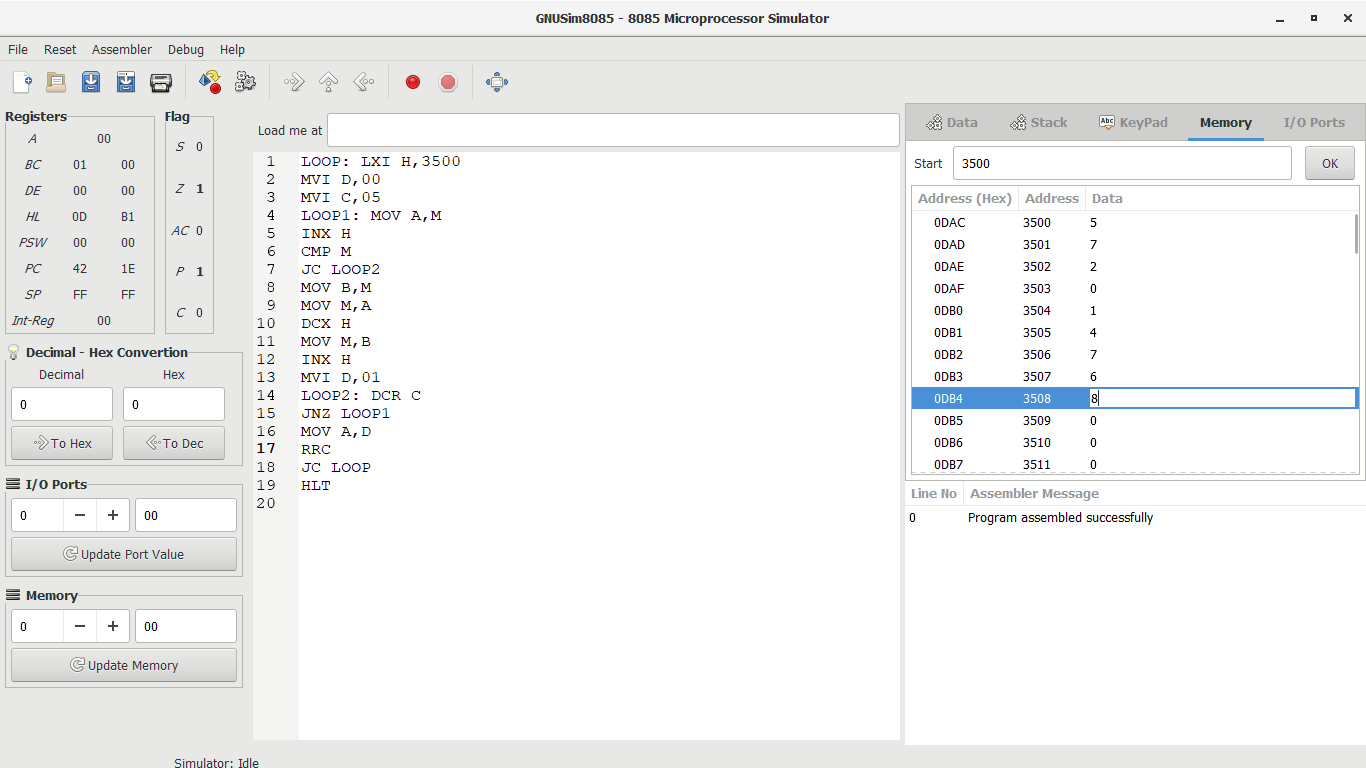 GNUSim8085 - 8085 Microprocessor Simulator
File Reset Assembler Debug Help
Registers
A 00
BC 01 00
DE 00 00
HL 0D B1
PSW 00 00
PC 42 1E
SP FF FF
Int-Reg 00
Flag
S 0
Z 1
AC 0
P 1
C 0
Decimal - Hex Convertion
Decimal Hex
0 0
To Hex To Dec
I/O Ports
0 00
Update Port Value
Memory
0 00
Update Memory
Load me at
1 LOOP: LXI H,3500
2 MVI D,00
3 MVI C,05
4 LOOP1: MOV A,M
5 INX H
6 CMP M
7 JC LOOP2
8 MOV B,M
9 MOV M,A
10 DCX H
11 MOV M,B
12 INX H
13 MVI D,01
14 LOOP2: DCR C
15 JNZ LOOP1
16 MOV A,D
17 RRC
18 JC LOOP
19 HLT
20
Data Stack Abc KeyPad Memory I/O Ports
Start 3500 OK
Address (Hex) Address Data
0DAC 3500 5
0DAD 3501 7
0DAE 3502 2
0DAF 3503 0
0DB0 3504 1
0DB1 3505 4
0DB2 3506 7
0DB3 3507 6
0DB4 3508 8
0DB5 3509 0
0DB6 3510 0
0DB7 3511 0
Line No Assembler Message
0 Program assembled successfully
Simulator: Idle